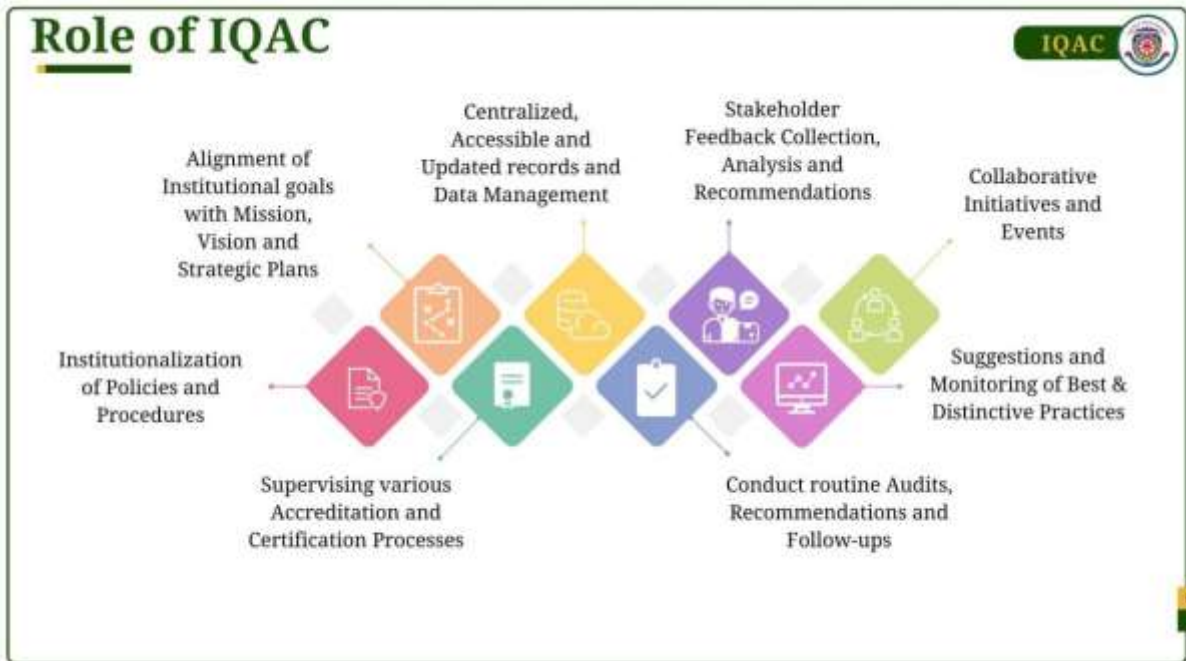 Role of IQAC
IQAC
Alignment of
Institutional goals
with Mission,
Vision and
Strategic Plans
Centralized,
Accessible and
Updated records and
Data Management
Stakeholder
Feedback Collection,
Analysis and
Recommendations
Collaborative
Initiatives and
Events
Institutionalization
of Policies and
Procedures
Suggestions and
Monitoring of Best &
Distinctive Practices
Supervising various
Accreditation and
Certification Processes
Conduct routine Audits,
Recommendations and
Follow-ups